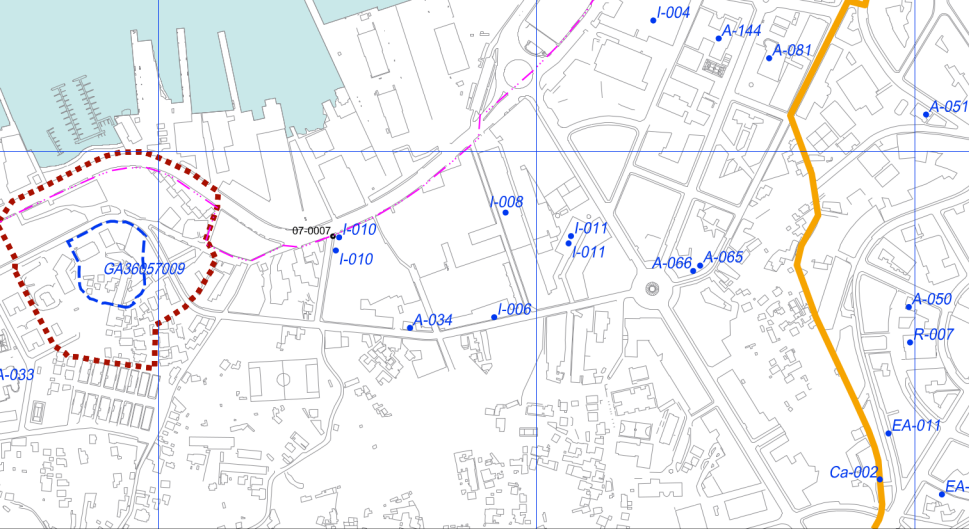 I-004
A-144
A-081
A-051
I-008
07-0007
I-010
I-011
I-011
I-010
A-066
A-065
GA36057009
A-050
I-006
A-034
R-007
A-033
EA-011
Ca-002
EA-